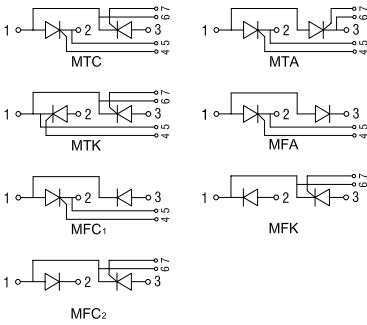 1 2 3 4 5 6 7
MTC
1 2 3 4 5 6 7
MTA
1 2 3 4 5 6 7
MTK
1 2 3 4 5
MFA
1 2 3 4 5
MFC₁
1 2 3 6 7
MFK
1 2 3 6 7
MFC₂